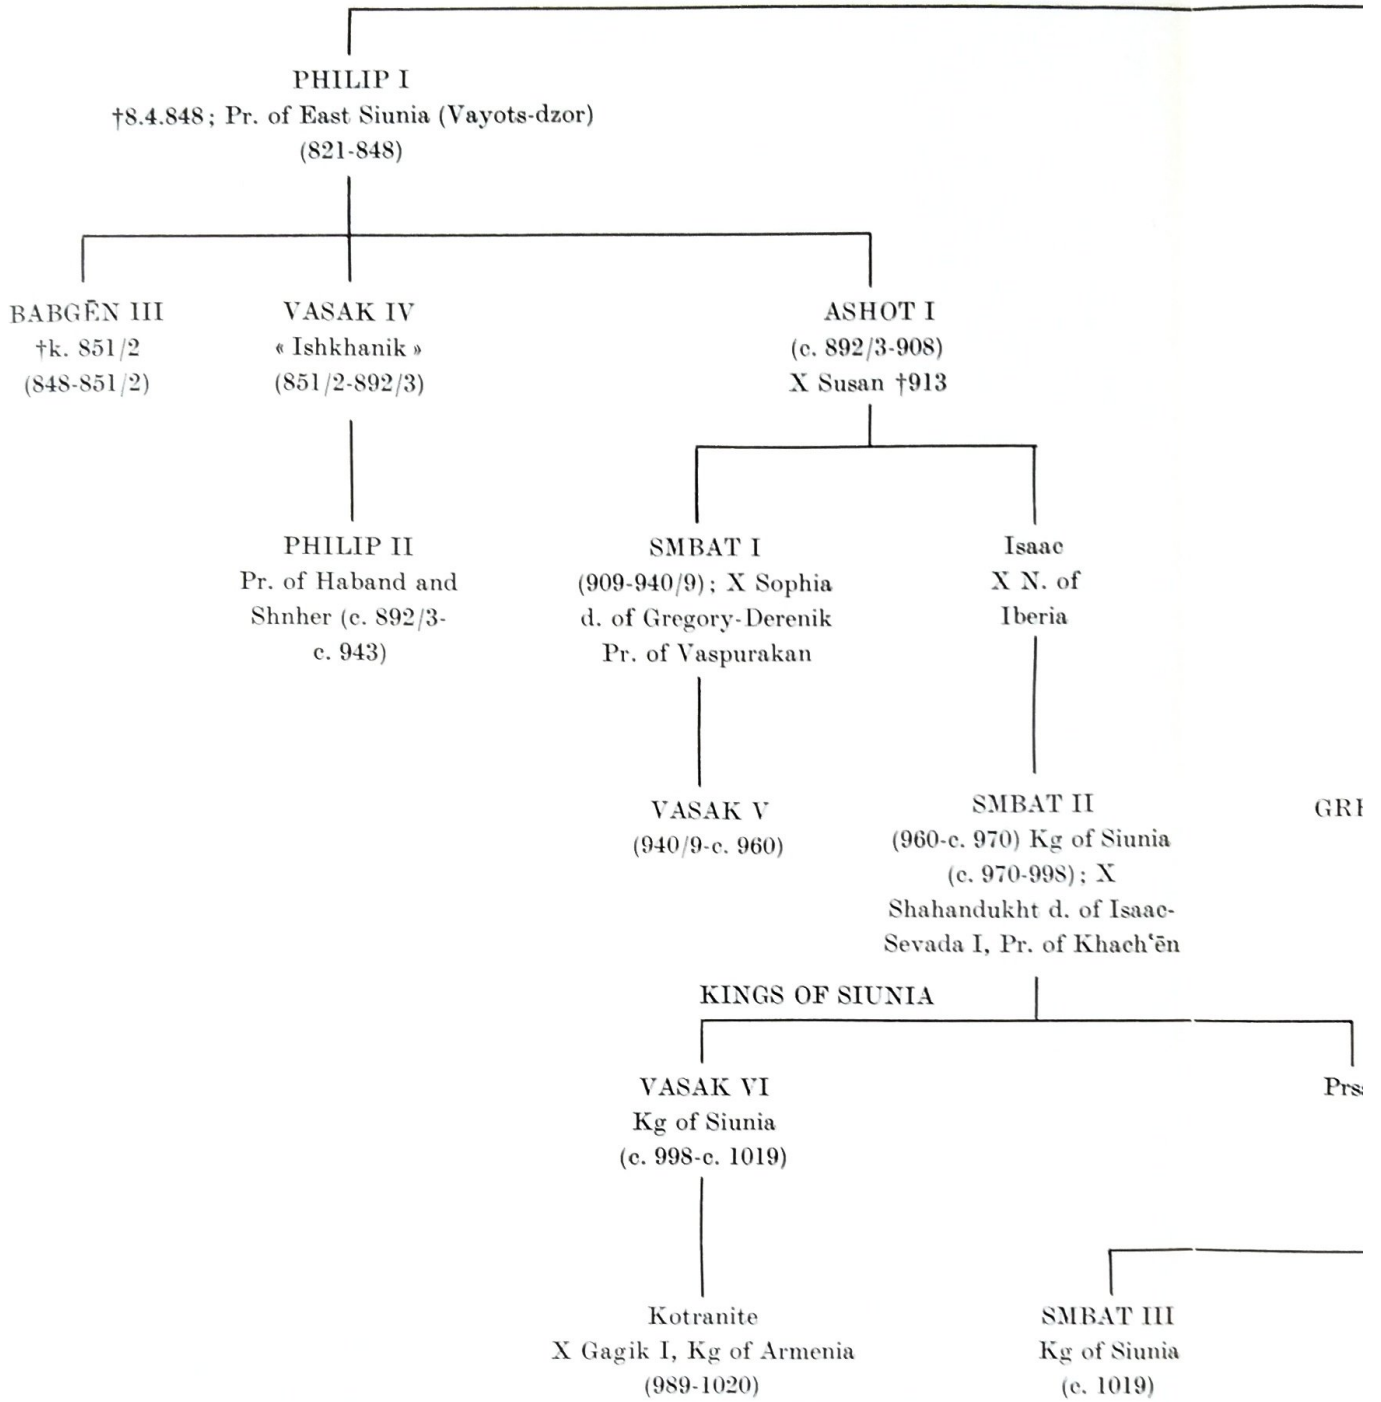 PHILIP I
†8.4.848; Pr. of East Siunia (Vayots-dzor)
(821-848)
BABGĒN III
†k. 851/2
(848-851/2)
VASAK IV
« Ishkhanik »
(851/2-892/3)
ASHOT I
(c. 892/3-908)
X Susan †913
PHILIP II
Pr. of Haband and
Shnher (c. 892/3-
c. 943)
SMBAT I
(909-940/9); X Sophia
d. of Gregory-Derenik
Pr. of Vaspurakan
Isaac
X N. of
Iberia
VASAK V
(940/9-c. 960)
SMBAT II
(960-c. 970) Kg of Siunia
(c. 970-998); X
Shahandukht d. of Isaac-
Sevada I, Pr. of Khach‘ēn
KINGS OF SIUNIA
VASAK VI
Kg of Siunia
(c. 998-c. 1019)
Kotranite
X Gagik I, Kg of Armenia
(989-1020)
SMBAT III
Kg of Siunia
(c. 1019)